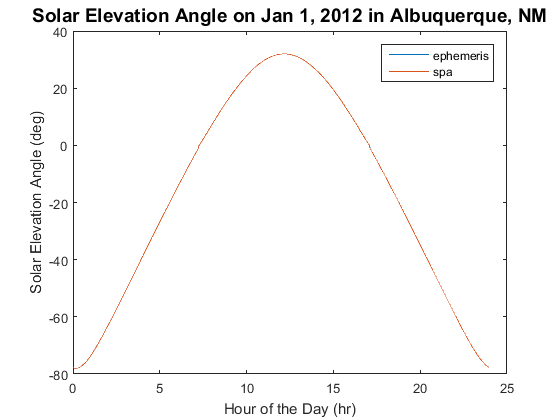 Solar Elevation Angle on Jan 1, 2012 in Albuquerque, NM
ephemeris
spa
Solar Elevation Angle (deg)
40
20
0
-20
-40
-60
-80
0 5 10 15 20 25
Hour of the Day (hr)